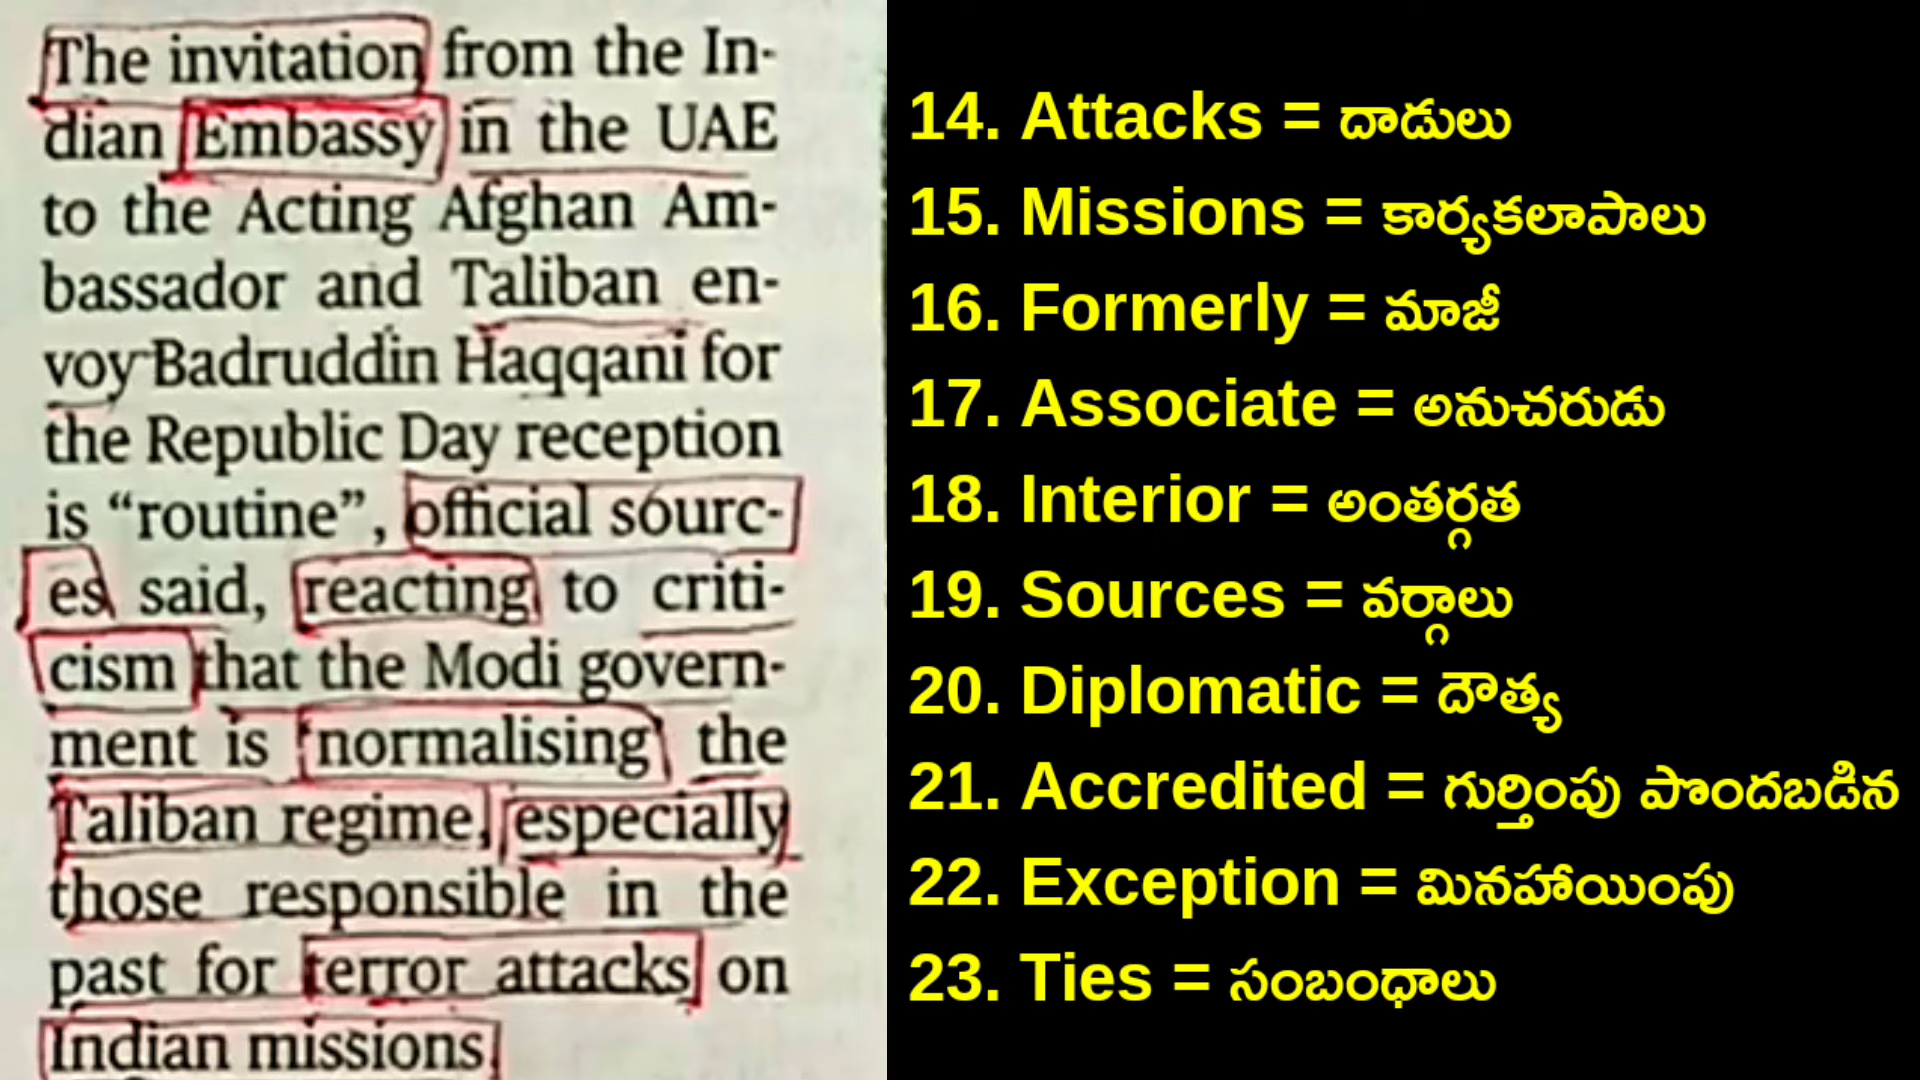 The invitation from the In-
dian Embassy in the UAE
to the Acting Afghan Am-
bassador and Taliban en-
voy Badruddin Haqqani for
the Republic Day reception
is “routine”, official sourc-
es said, reacting to criti-
cism that the Modi govern-
ment is normalising the
Taliban regime, especially
those responsible in the
past for terror attacks on
Indian missions.
14. Attacks = దాడులు
15. Missions = కార్యకలాపాలు
16. Formerly = మాజీ
17. Associate = అనుచరుడు
18. Interior = అంతర్గత
19. Sources = వర్గాలు
20. Diplomatic = దౌత్య
21. Accredited = గుర్తింపు పొందబడిన
22. Exception = మినహాయింపు
23. Ties = సంబంధాలు